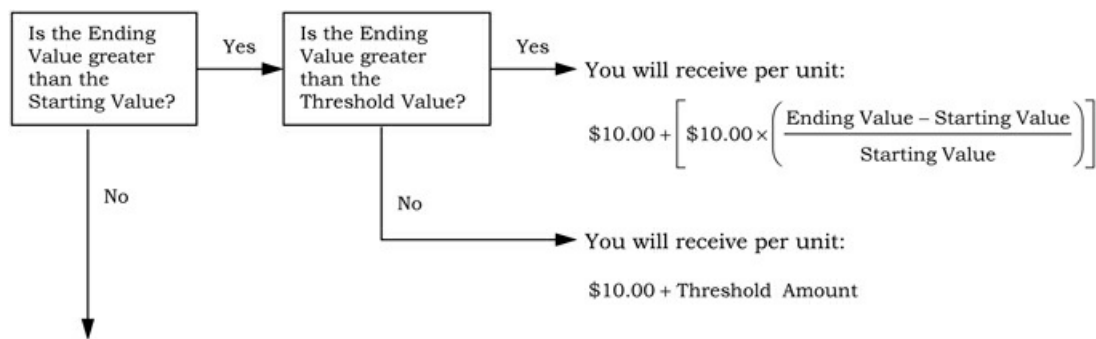 Is the Ending
Value greater
than the
Starting Value?
Yes
Is the Ending
Value greater
than the
Threshold Value?
Yes
You will receive per unit:
$10.00 + [$10.00 × (Ending Value – Starting Value / Starting Value)]
No
No
You will receive per unit:
$10.00 + Threshold Amount